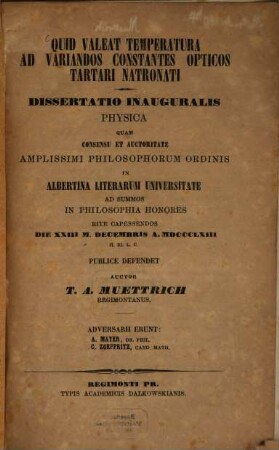 QUID VALEAT TEMPERATURA
AD VARIANDOS CONSTANTES OPTICOS
TARTARI NATRONATI
DISSERTATIO INAUGURALIS
PHYSICA
QUAM
CONSENSU ET AUCTORITATE
AMPLISSIMI PHILOSOPHORUM ORDINIS
IN
ALBERTINA LITERARUM UNIVERSITATE
AD SUMMOS
IN PHILOSOPHIA HONORES
RITE CAPESSENDOS
DIE XXIII M. DECEMBRIS A. MDCCCLXIII
H. XI. L. C.
PUBLICE DEFENDET
AUCTOR
T. A. MUETTRICH
REGIMONTANUS.
ADVERSARII ERUNT:
A. MAYER, DR. PHIL.
C. ZOEPPRITZ, CAND. MATH.
REGIMONTI PR.
TYPIS ACADEMICIS DALKOWSKIANIS.